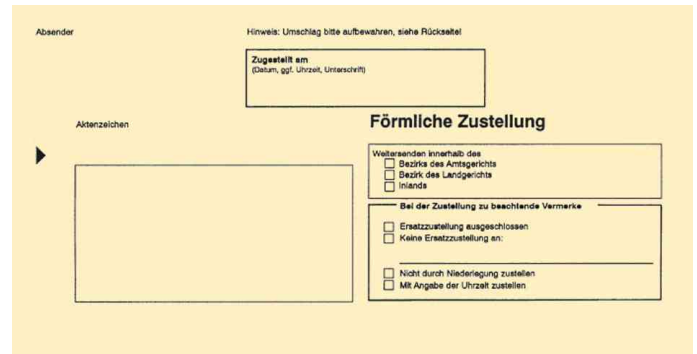 Absender
Hinweis: Umschlag bitte aufbewahren, siehe Rückseite!
Zugestellt am
(Datum, ggf. Uhrzeit, Unterschrift)
Aktenzeichen
Förmliche Zustellung
Weitersenden innerhalb des
Bezirks des Amtsgerichts
Bezirk des Landgerichts
Inlands
Bei der Zustellung zu beachtende Vermerke
Ersatzzustellung ausgeschlossen
Keine Ersatzzustellung an:
Nicht durch Niederlegung zustellen
Mit Angabe der Uhrzeit zustellen